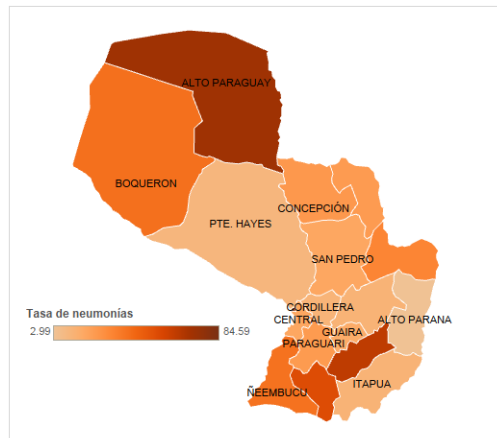 ALTO PARAGUAY
BOQUERON
CONCEPCIÓN
PTE. HAYES
SAN PEDRO
Tasa de neumonías
2.99 84.59
CORDILLERA
CENTRAL
ALTO PARANA
GUAIRA
PARAGUARI
ITAPUA
ÑEEMBUCU